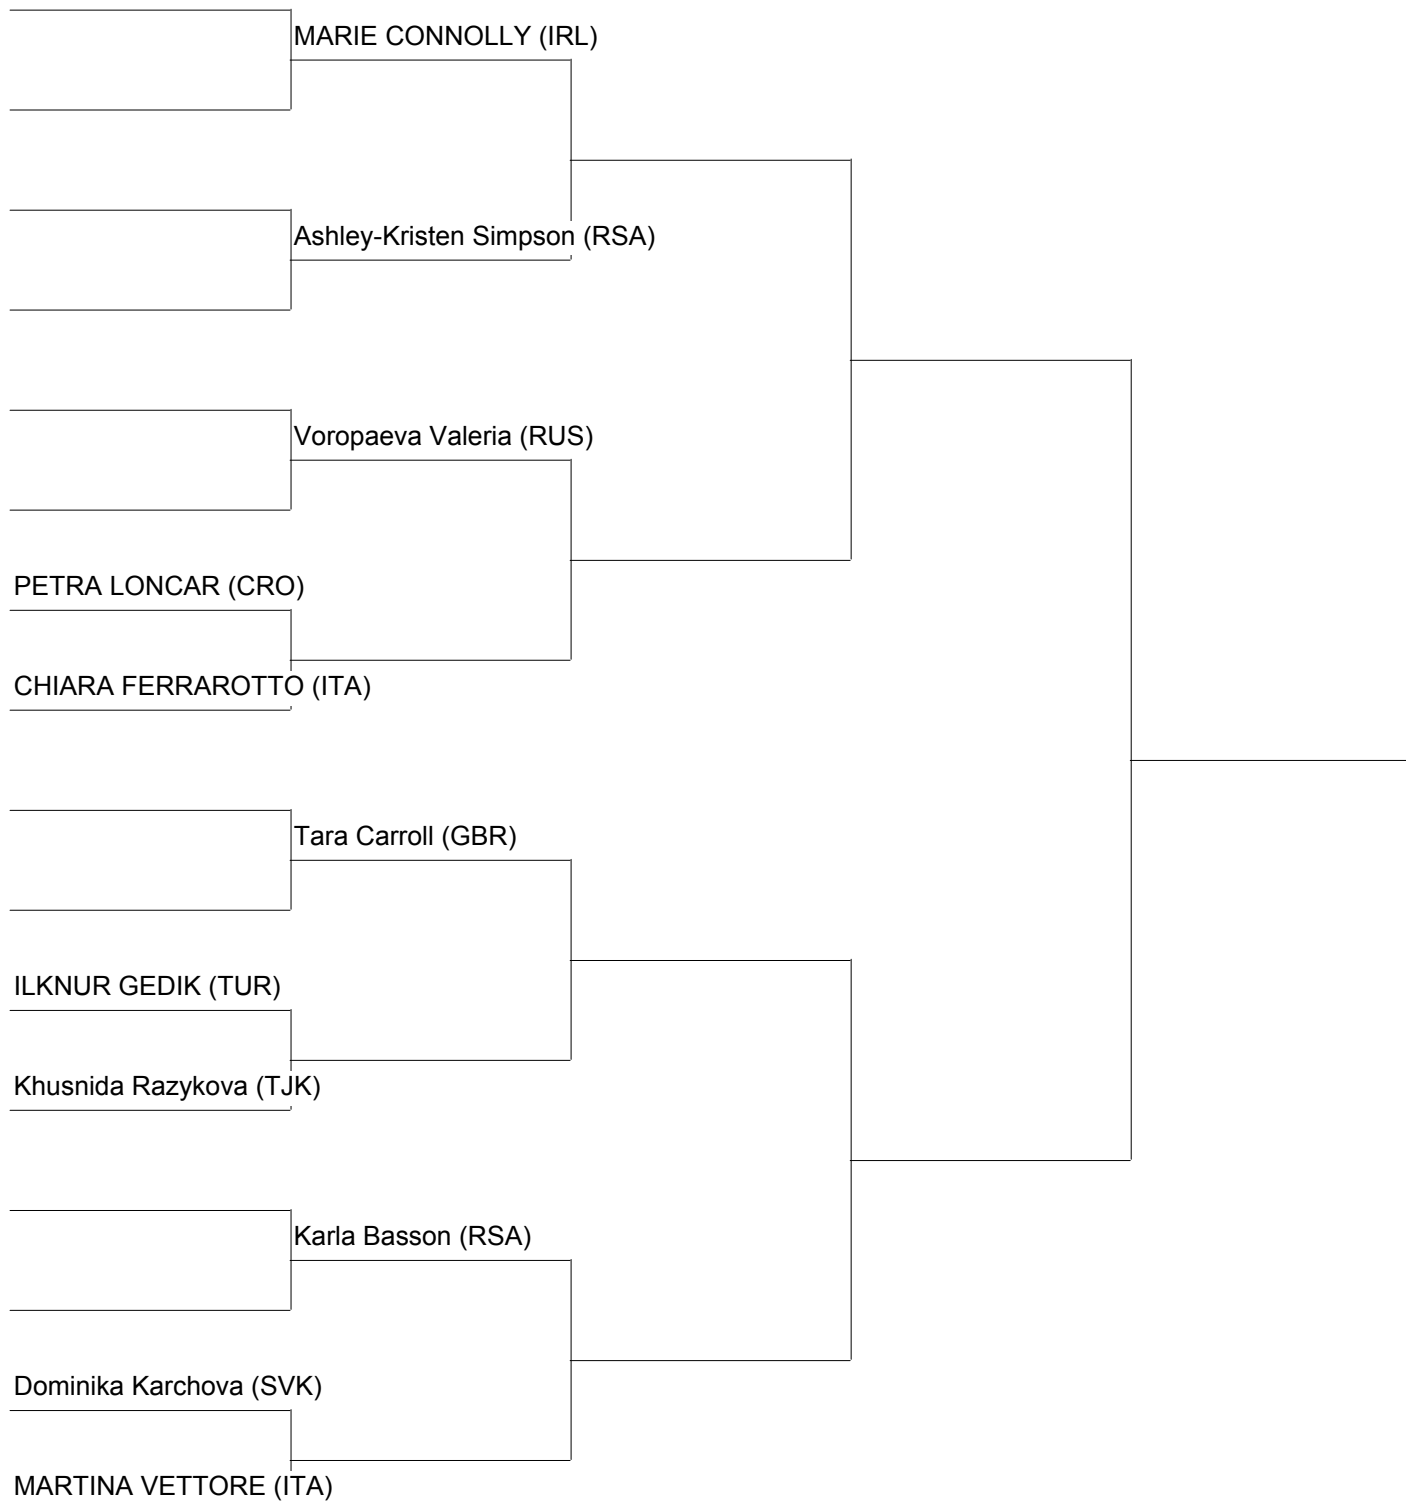 MARIE CONNOLLY (IRL)
Ashley-Kristen Simpson (RSA)
Voropaeva Valeria (RUS)
PETRA LONCAR (CRO)
CHIARA FERRAROTTO (ITA)
Tara Carroll (GBR)
ILKNUR GEDIK (TUR)
Khusnida Razykova (TJK)
Karla Basson (RSA)
Dominika Karchova (SVK)
MARTINA VETTORE (ITA)